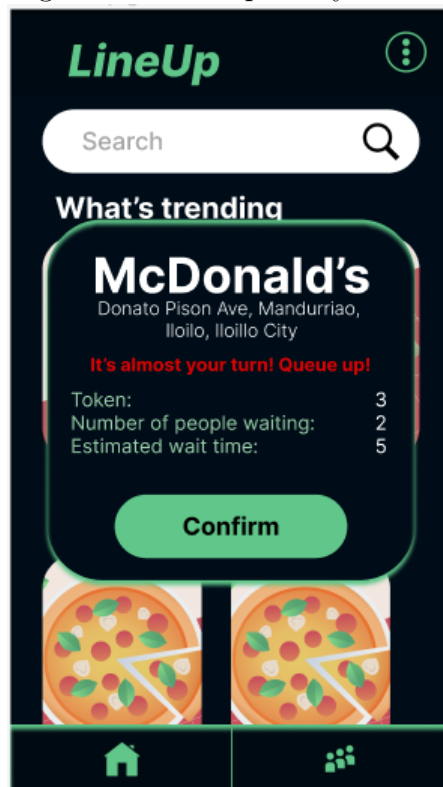 LineUp
Search
What's trending
McDonald's
Donato Pison Ave, Mandurriao,
Iloilo, Iloillo City
It's almost your turn! Queue up!
Token: 3
Number of people waiting: 2
Estimated wait time: 5
Confirm